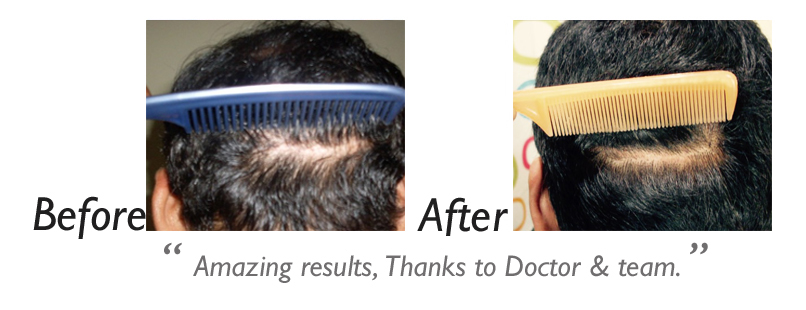 Before
After
“ Amazing results, Thanks to Doctor & team. ”